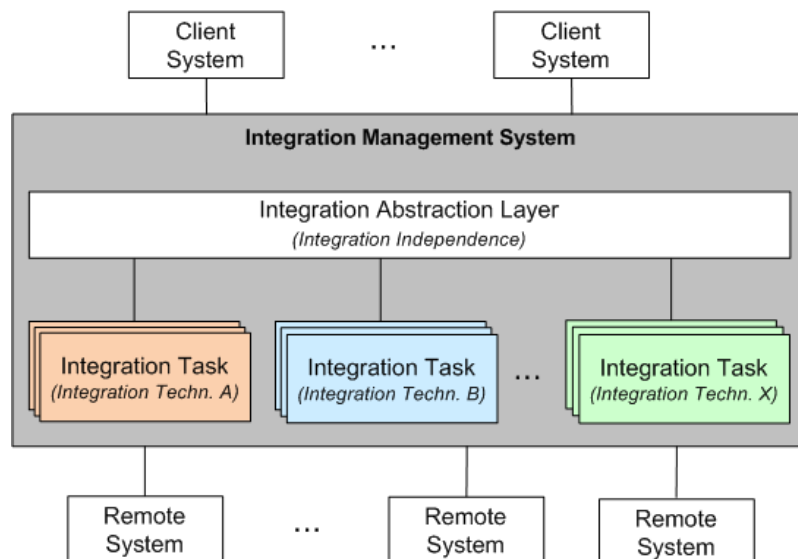 Client
System
...
Client
System
Integration Management System
Integration Abstraction Layer
(Integration Independence)
Integration Task
(Integration Techn. A)
Integration Task
(Integration Techn. B)
...
Integration Task
(Integration Techn. X)
Remote
System
...
Remote
System
Remote
System